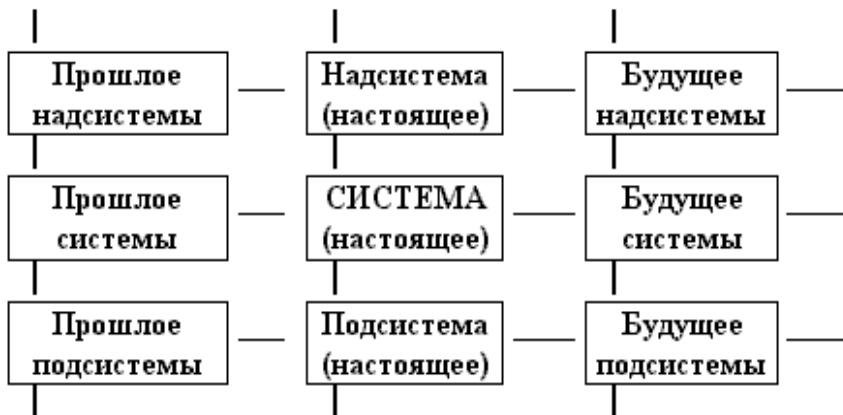 Прошлое
надсистемы
Надсистема
(настоящее)
Будущее
надсистемы
Прошлое
системы
СИСТЕМА
(настоящее)
Будущее
системы
Прошлое
подсистемы
Подсистема
(настоящее)
Будущее
подсистемы